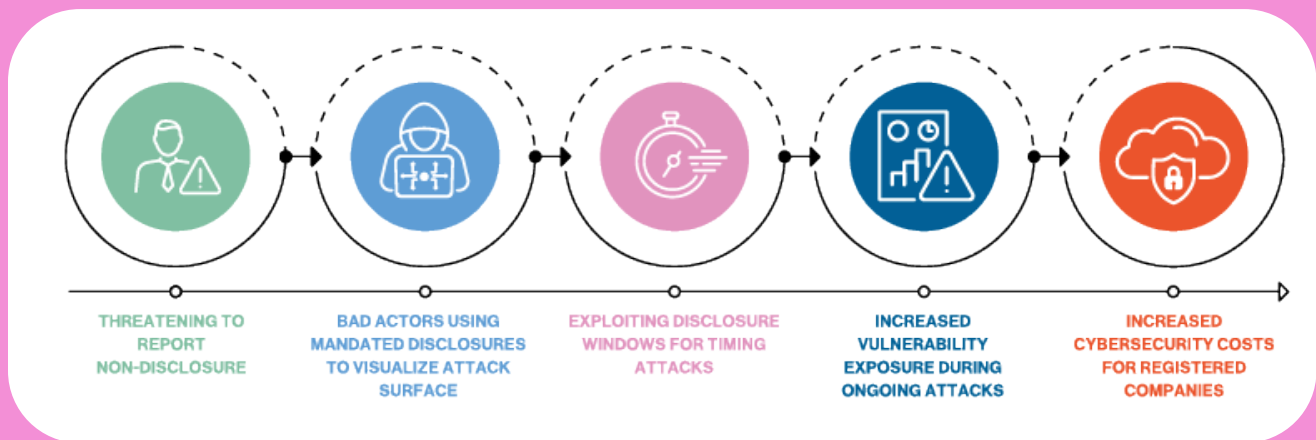 THREATENING TO
REPORT
NON-DISCLOSURE
BAD ACTORS USING
MANDATED DISCLOSURES
TO VISUALIZE ATTACK
SURFACE
EXPLOITING DISCLOSURE
WINDOWS FOR TIMING
ATTACKS
INCREASED
VULNERABILITY
EXPOSURE DURING
ONGOING ATTACKS
INCREASED
CYBERSECURITY COSTS
FOR REGISTERED
COMPANIES